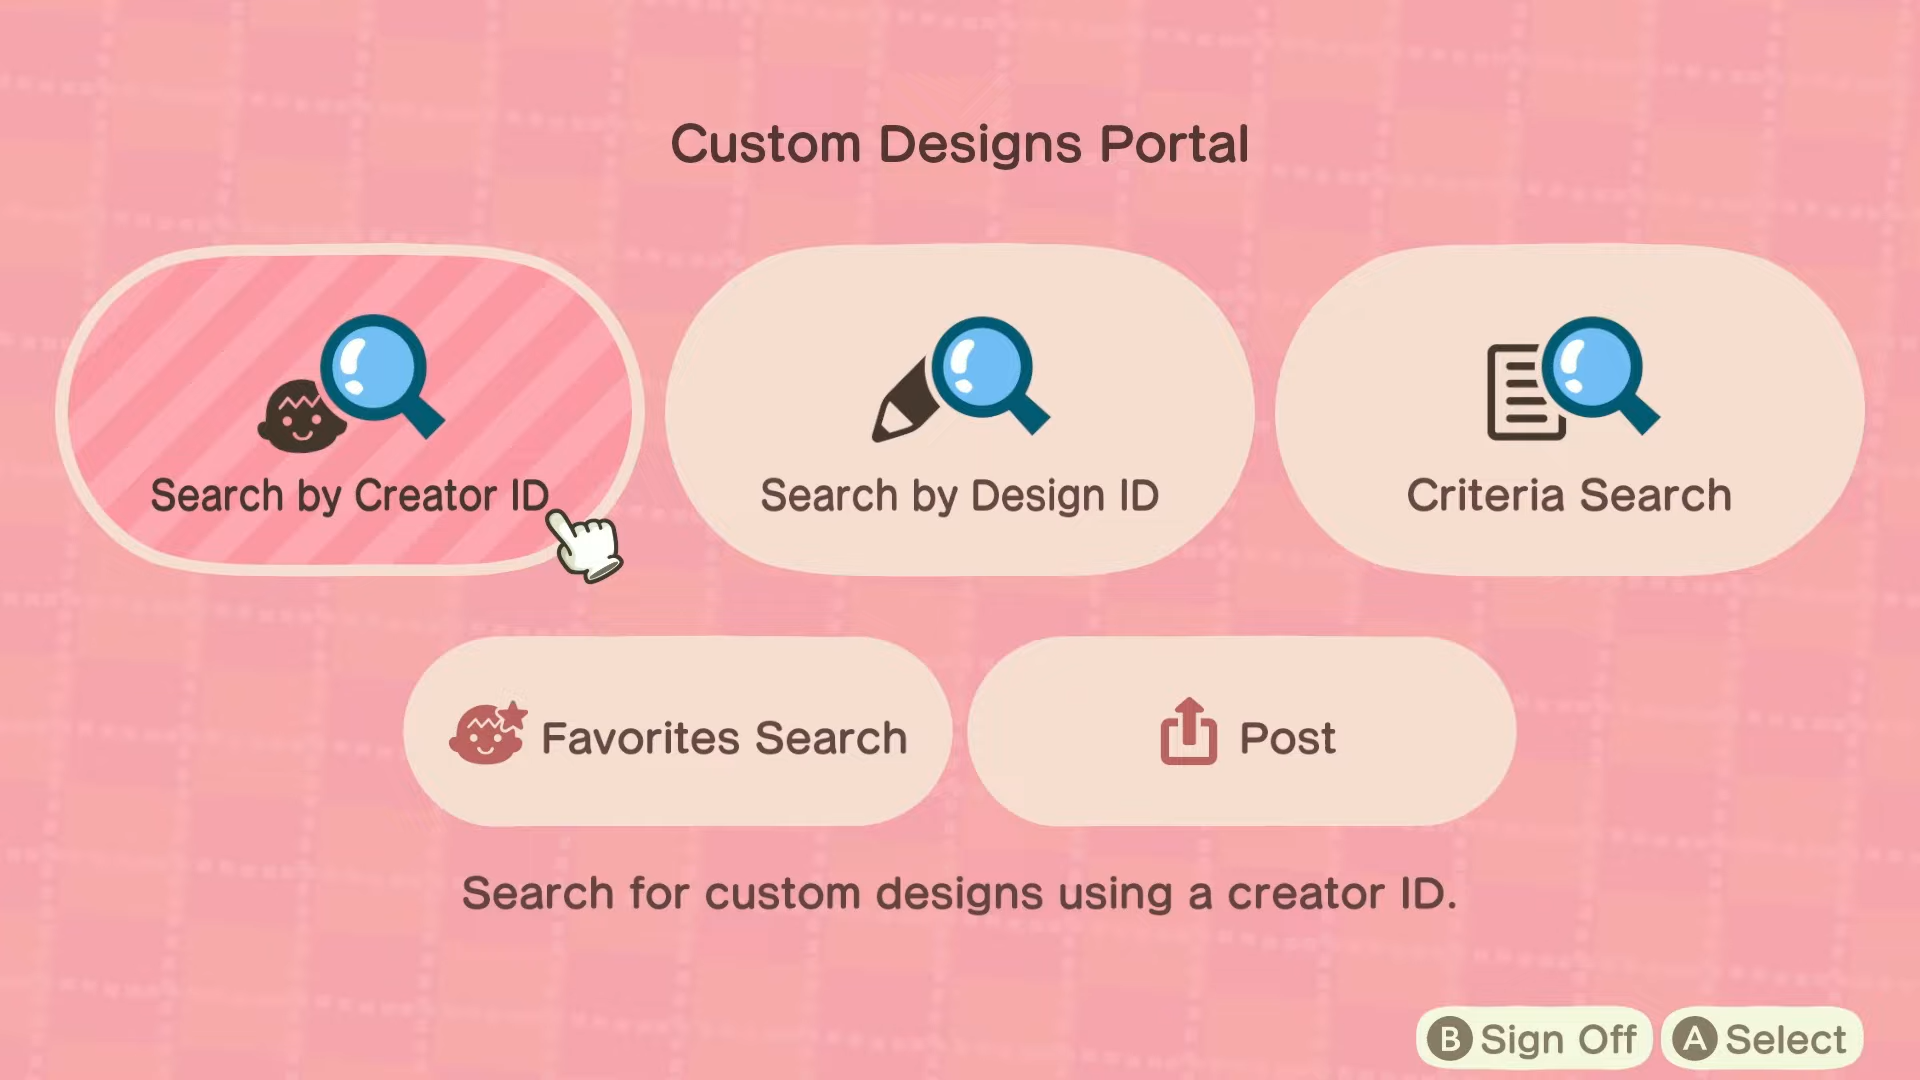 Custom Designs Portal
Search by Creator ID
Search by Design ID
Criteria Search
Favorites Search
Post
Search for custom designs using a creator ID.
B Sign Off
A Select